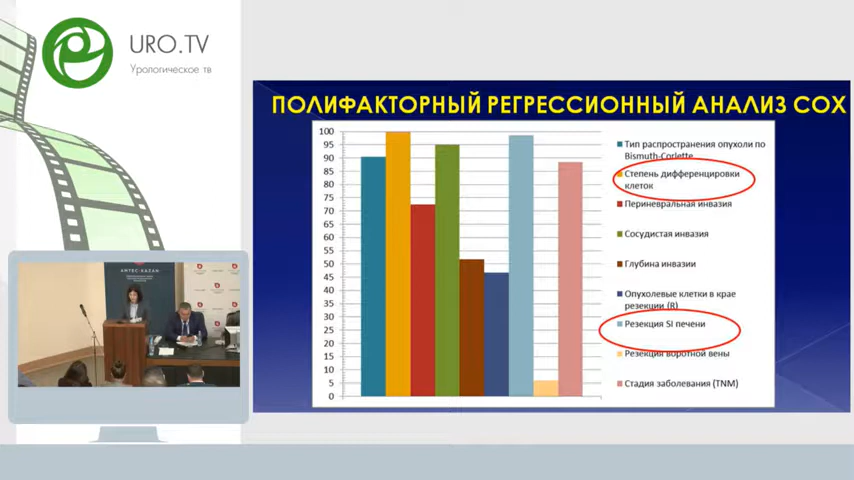 URO.TV
Урологическое тв
ПОЛИФАКТОРНЫЙ РЕГРЕССИОННЫЙ АНАЛИЗ COX
100
95
90
85
80
75
70
65
60
55
50
45
40
35
30
25
20
15
10
5
0
Тип распространения опухоли по
Bismuth-Corlette
Степень дифференцировки
клеток
Периневральная инвазия
Сосудистая инвазия
Глубина инвазии
Опухолевые клетки в крае
резекции (R)
Резекция SI печени
Резекция воротной вены
Стадия заболевания (TNM)
АМТЕС-КАЗАН